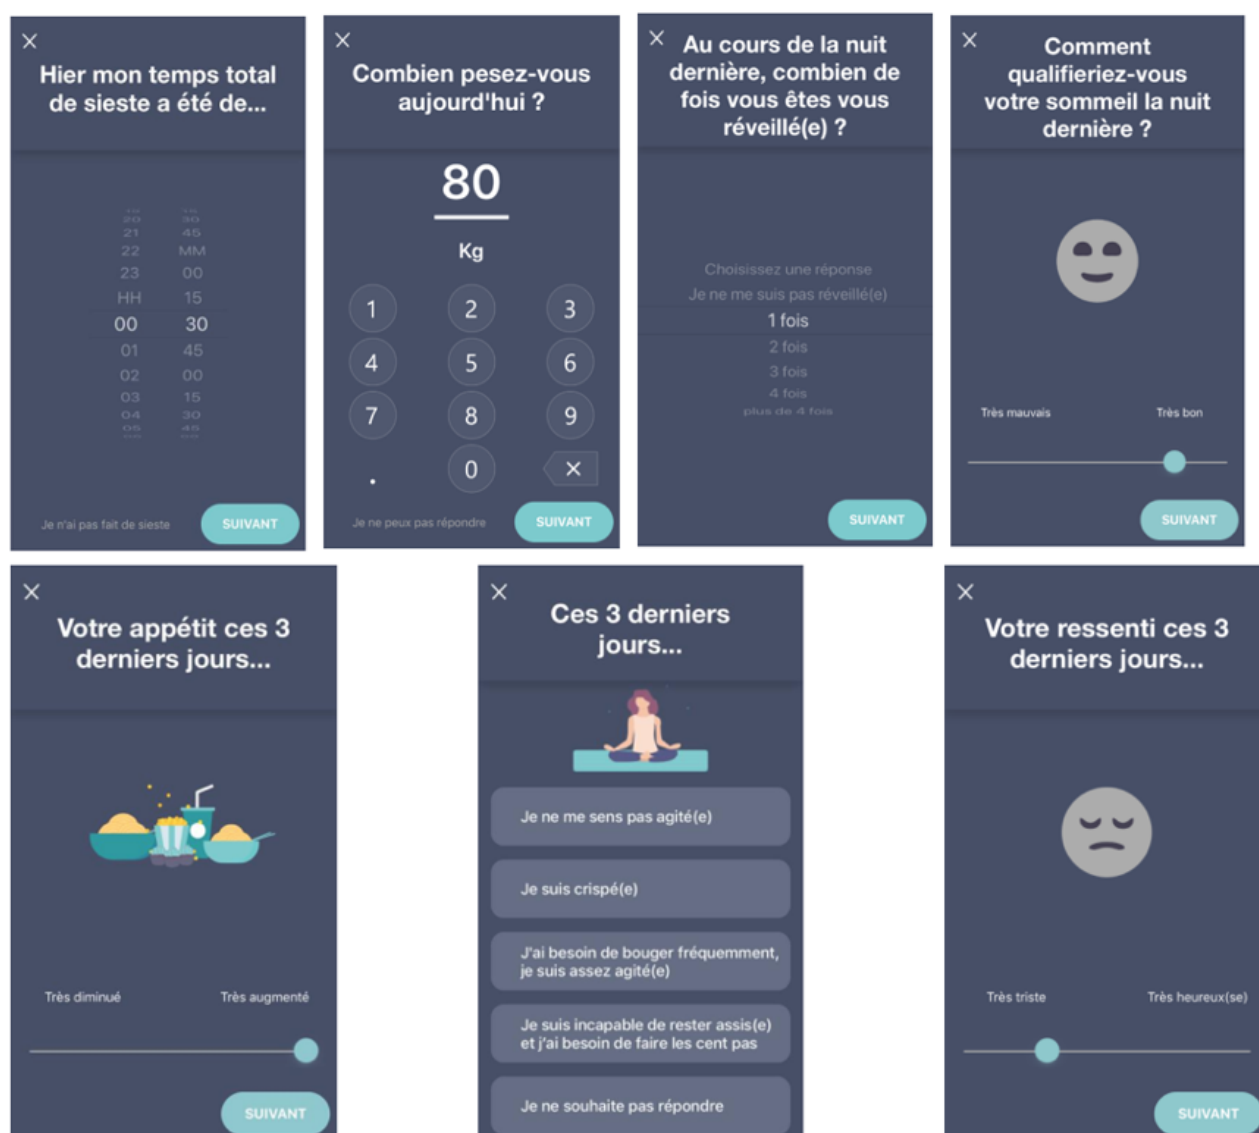 Hier mon temps total
de sieste a été de...
20 30
21 45
22 MM
23 00
HH 15
00 30
01 45
02 00
03 15
04 30
05 45
Je n'ai pas fait de sieste
SUIVANT
Combien pesez-vous
aujourd'hui ?
80
Kg
1 2 3
4 5 6
7 8 9
. 0
Je ne peux pas répondre
SUIVANT
Au cours de la nuit
dernière, combien de
fois vous êtes vous
réveillé(e) ?
Choisissez une réponse
Je ne me suis pas réveillé(e)
1 fois
2 fois
3 fois
4 fois
plus de 4 fois
SUIVANT
Comment
qualifieriez-vous
votre sommeil la nuit
dernière ?
Très mauvais Très bon
SUIVANT
Votre appétit ces 3
derniers jours...
Très diminué Très augmenté
SUIVANT
Ces 3 derniers
jours...
Je ne me sens pas agité(e)
Je suis crispé(e)
J'ai besoin de bouger fréquemment,
je suis assez agité(e)
Je suis incapable de rester assis(e)
et j'ai besoin de faire les cent pas
Je ne souhaite pas répondre
Votre ressenti ces 3
derniers jours...
Très triste Très heureux(se)
SUIVANT